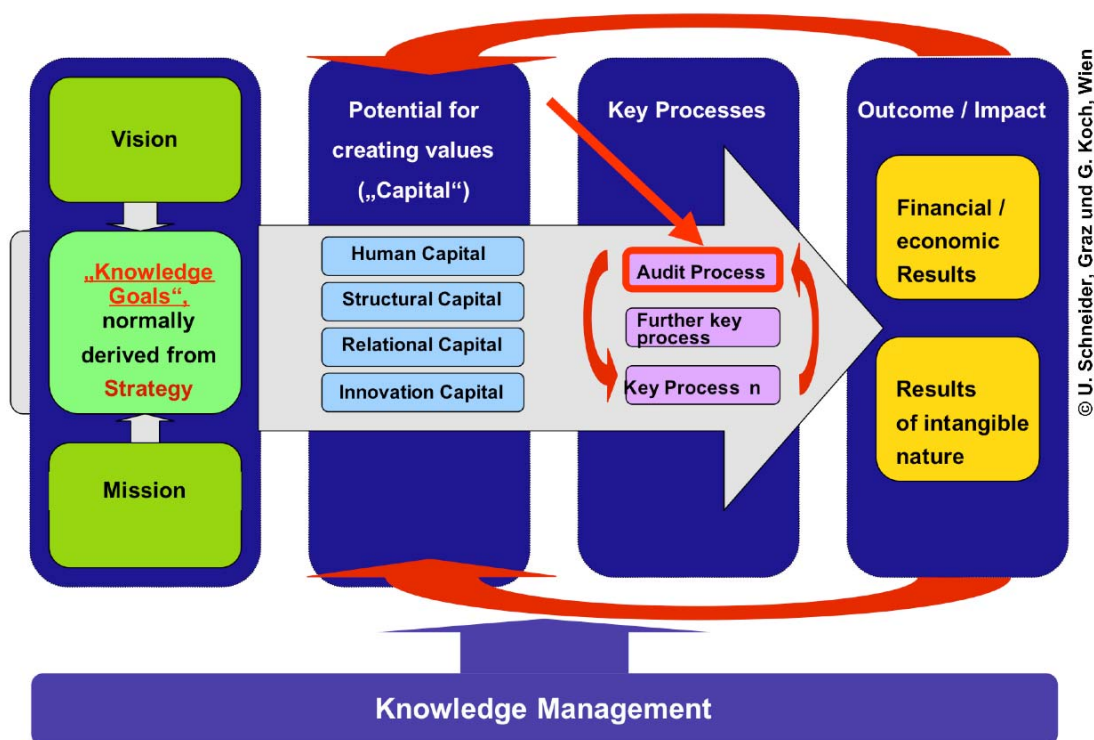 Vision
„Knowledge
Goals“,
normally
derived from
Strategy
Mission
Potential for
creating values
(„Capital“)
Human Capital
Structural Capital
Relational Capital
Innovation Capital
Key Processes
Audit Process
Further key
process
Key Process n
Outcome / Impact
Financial /
economic
Results
Results
of intangible
nature
© U. Schneider, Graz und G. Koch, Wien
Knowledge Management